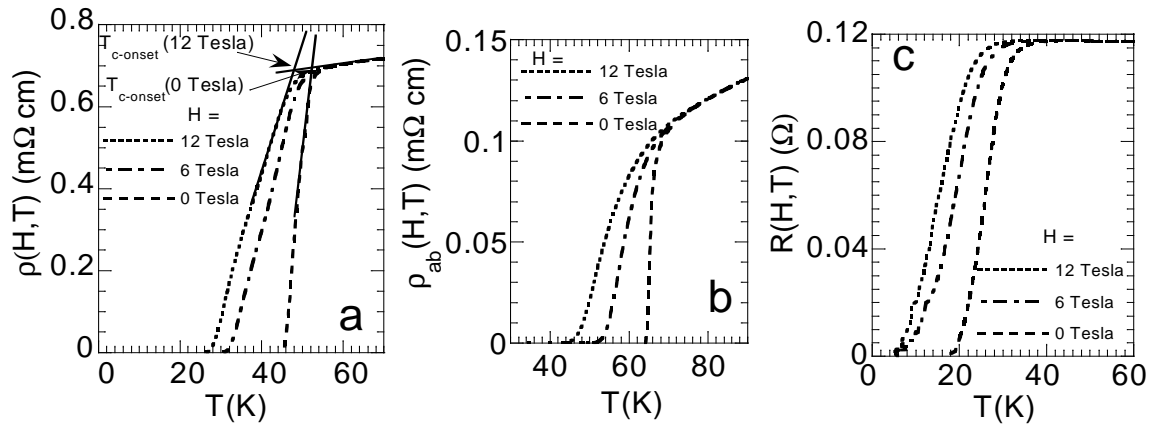 0.8
0.6
0.4
0.2
0
ρ(H,T) (mΩ cm)
T c-onset (12 Tesla)
T c-onset (0 Tesla)
H =
12 Tesla
6 Tesla
0 Tesla
a
0 20 40 60
T(K)
0.15
0.1
0.05
0
ρab(H,T) (mΩ cm)
H =
12 Tesla
6 Tesla
0 Tesla
b
40 60 80
T(K)
0.12
0.08
0.04
0
R(H,T) (Ω)
c
H =
12 Tesla
6 Tesla
0 Tesla
0 20 40 60
T(K)